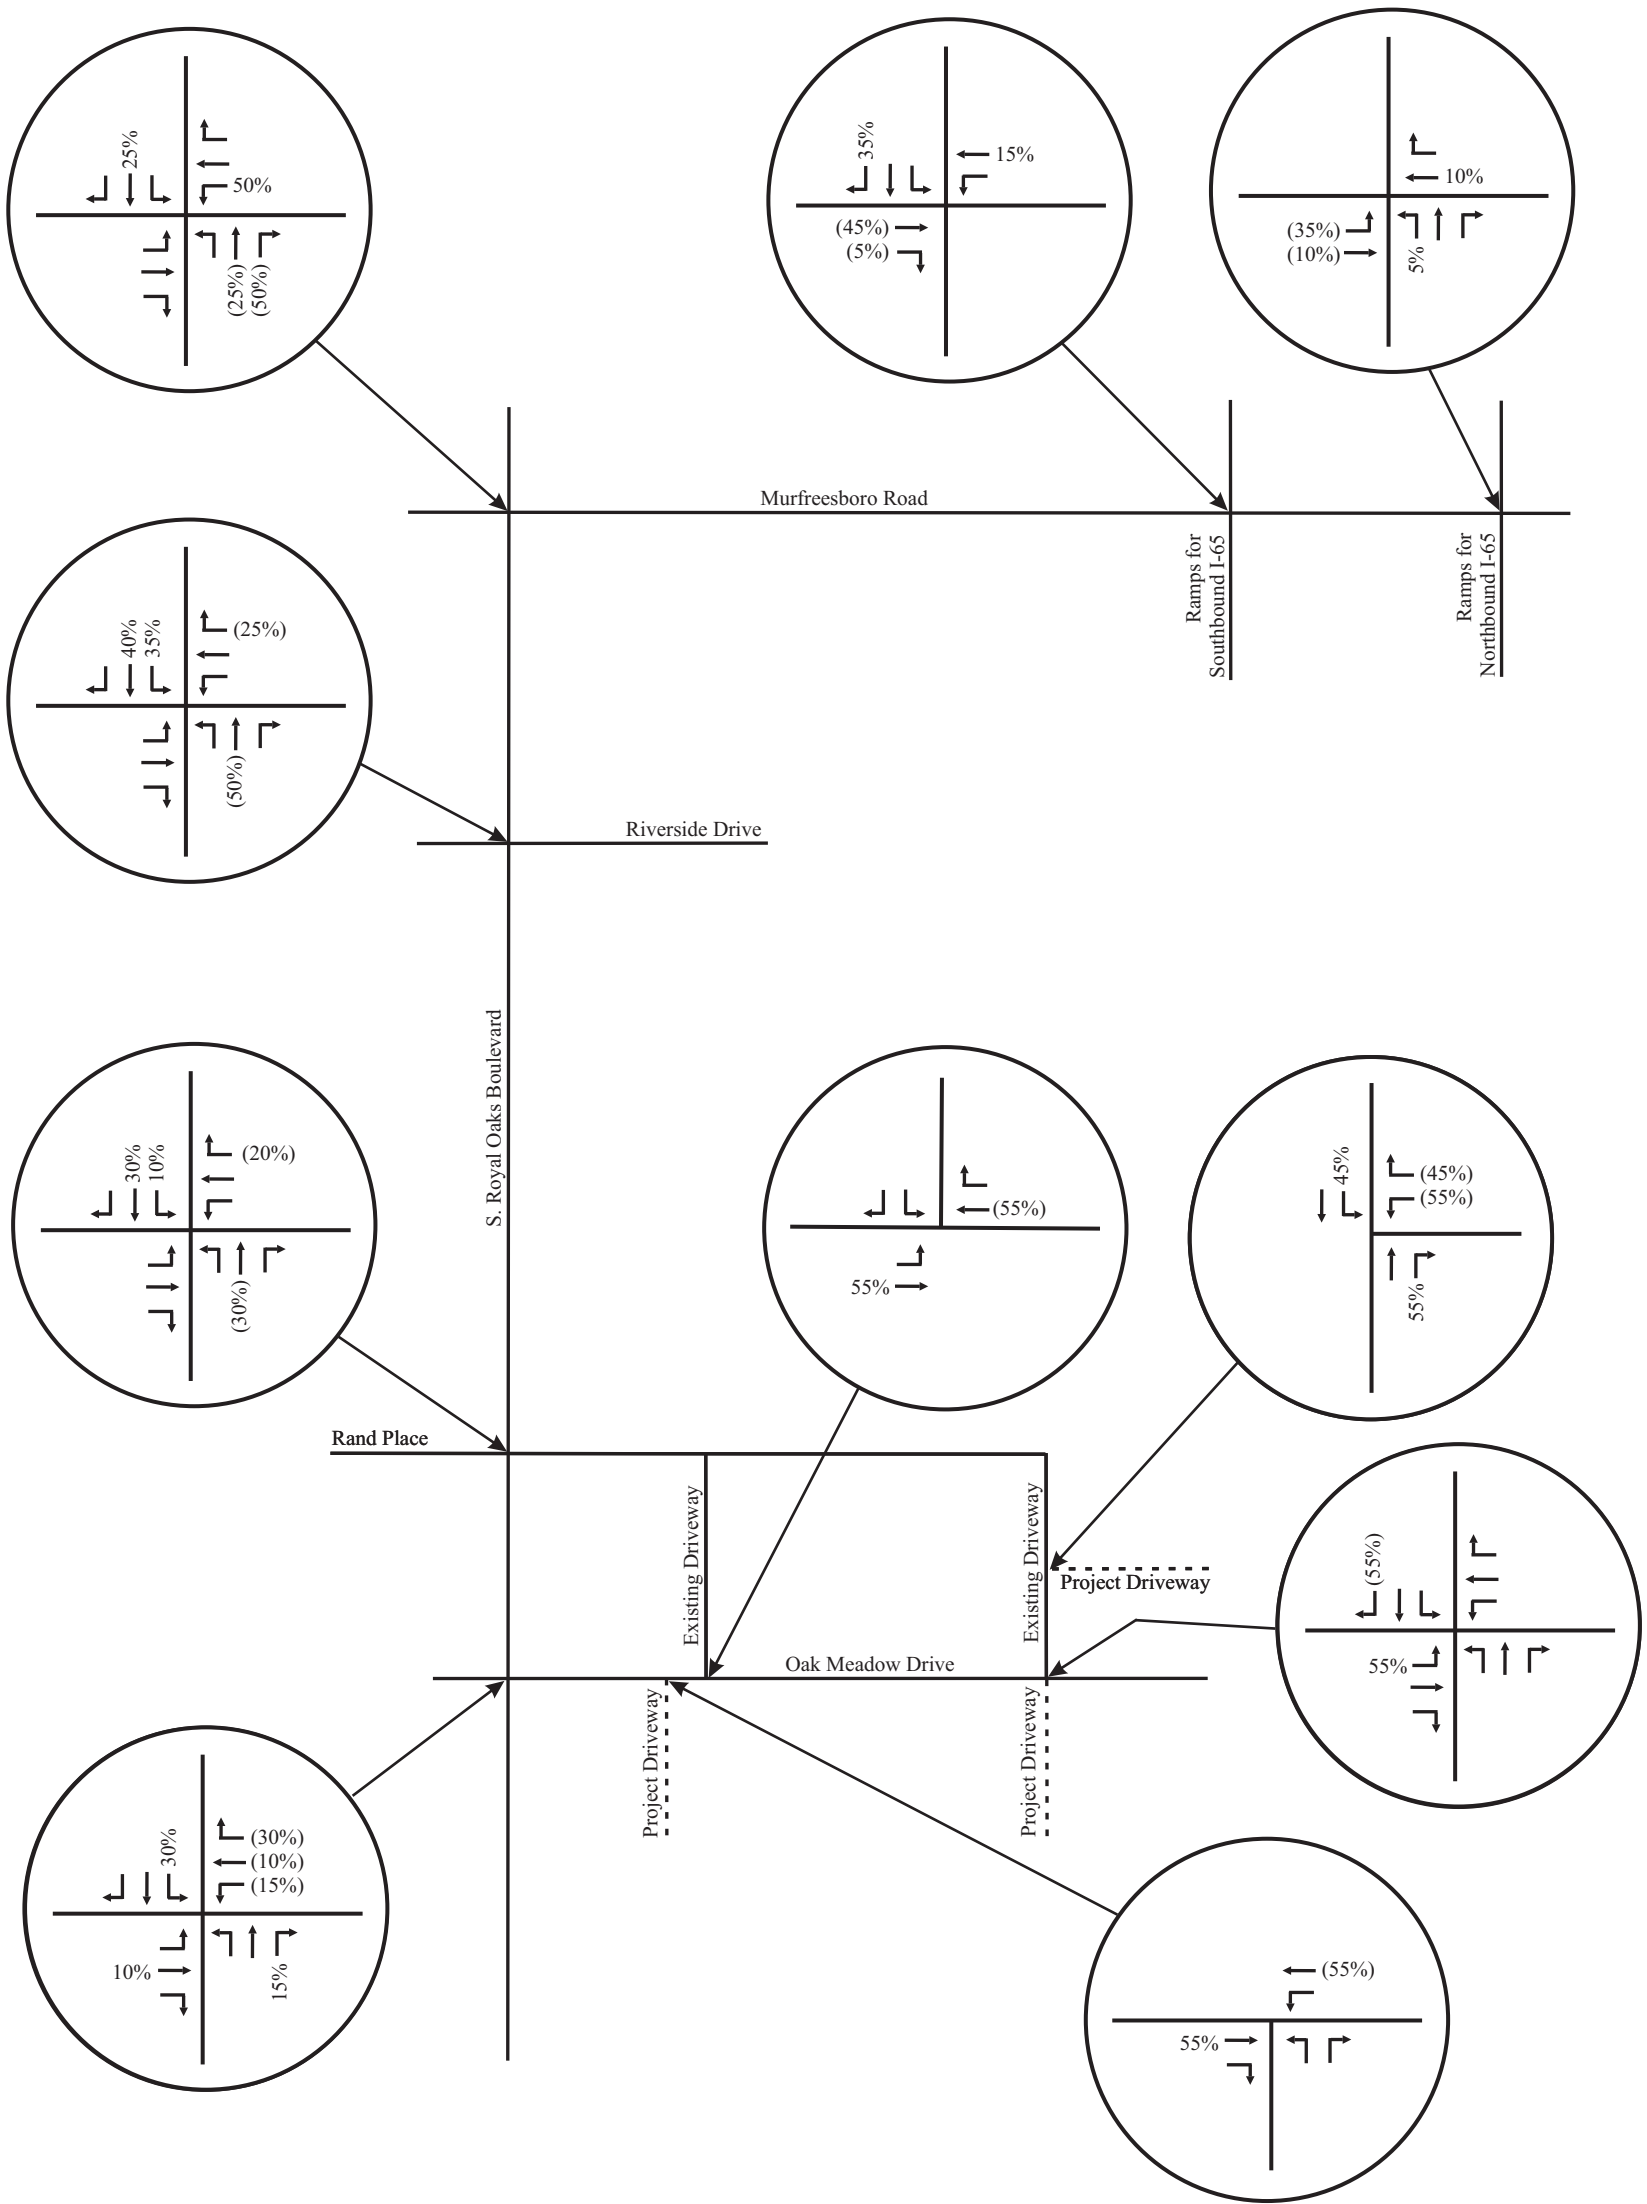 25%
50%
(25%)
(50%)
35%
15%
(45%)
(5%)
10%
(35%)
(10%)
5%
Murfreesboro Road
Ramps for
Southbound I-65
Ramps for
Northbound I-65
40%
35%
(25%)
(50%)
Riverside Drive
S. Royal Oaks Boulevard
30%
10%
(20%)
(30%)
(55%)
55%
45%
(45%)
(55%)
55%
Rand Place
Existing Driveway
Existing Driveway
Project Driveway
(55%)
55%
Oak Meadow Drive
Project Driveway
Project Driveway
30%
(30%)
(10%)
(15%)
10%
15%
(55%)
55%